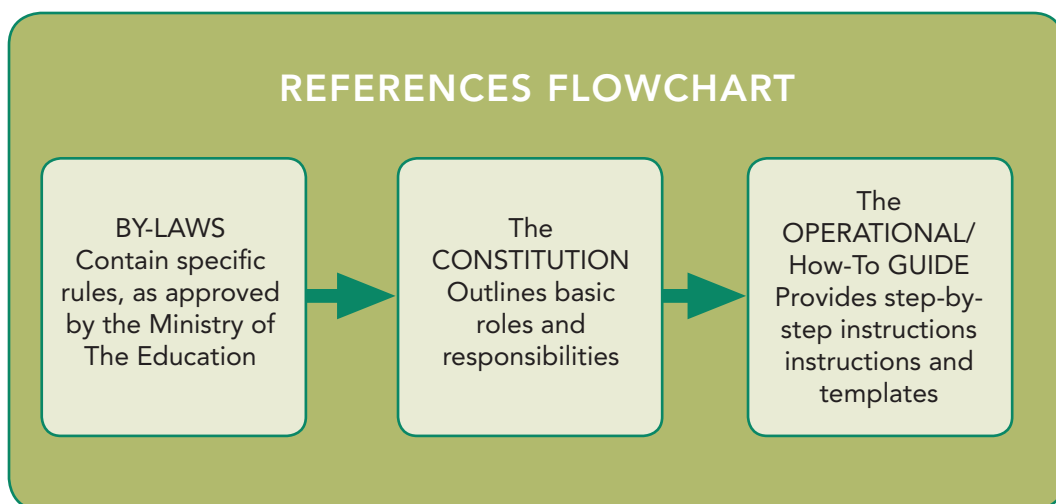 REFERENCES FLOWCHART
BY-LAWS
Contain specific
rules, as approved
by the Ministry of
The Education
The
CONSTITUTION
Outlines basic
roles and
responsibilities
The
OPERATIONAL/
How-To GUIDE
Provides step-by-
step instructions
instructions and
templates